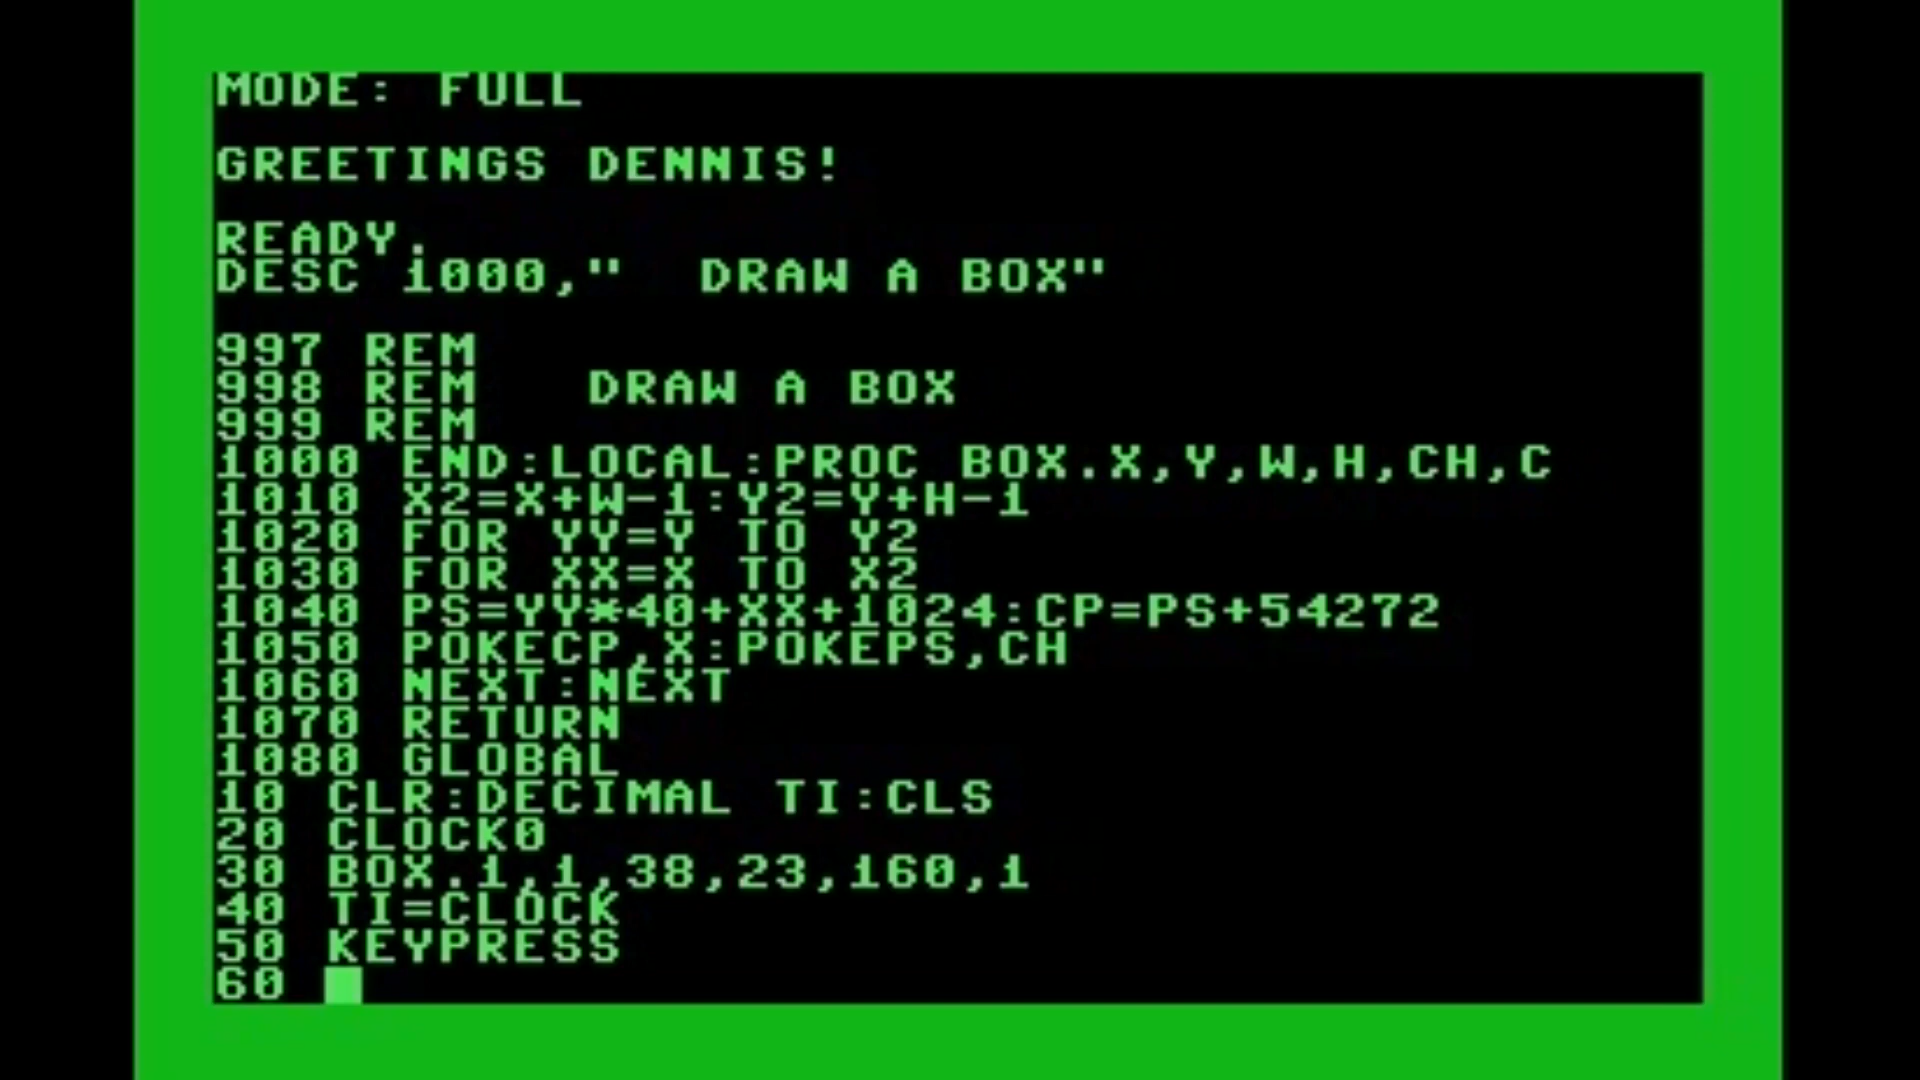 MODE: FULL
GREETINGS DENNIS!
READY.
DESC 1000,"  DRAW A BOX"
997 REM
998 REM   DRAW A BOX
999 REM
1000 END:LOCAL:PROC BOX.X,Y,W,H,CH,C
1010 X2=X+W-1:Y2=Y+H-1
1020 FOR YY=Y TO Y2
1030 FOR XX=X TO X2
1040 PS=YY*40+XX+1024:CP=PS+54272
1050 POKECP,X:POKEPS,CH
1060 NEXT:NEXT
1070 RETURN
1080 GLOBAL
10 CLR:DECIMAL TI:CLS
20 CLOCK0
30 BOX.1,1,38,23,160,1
40 TI=CLOCK
50 KEYPRESS
60